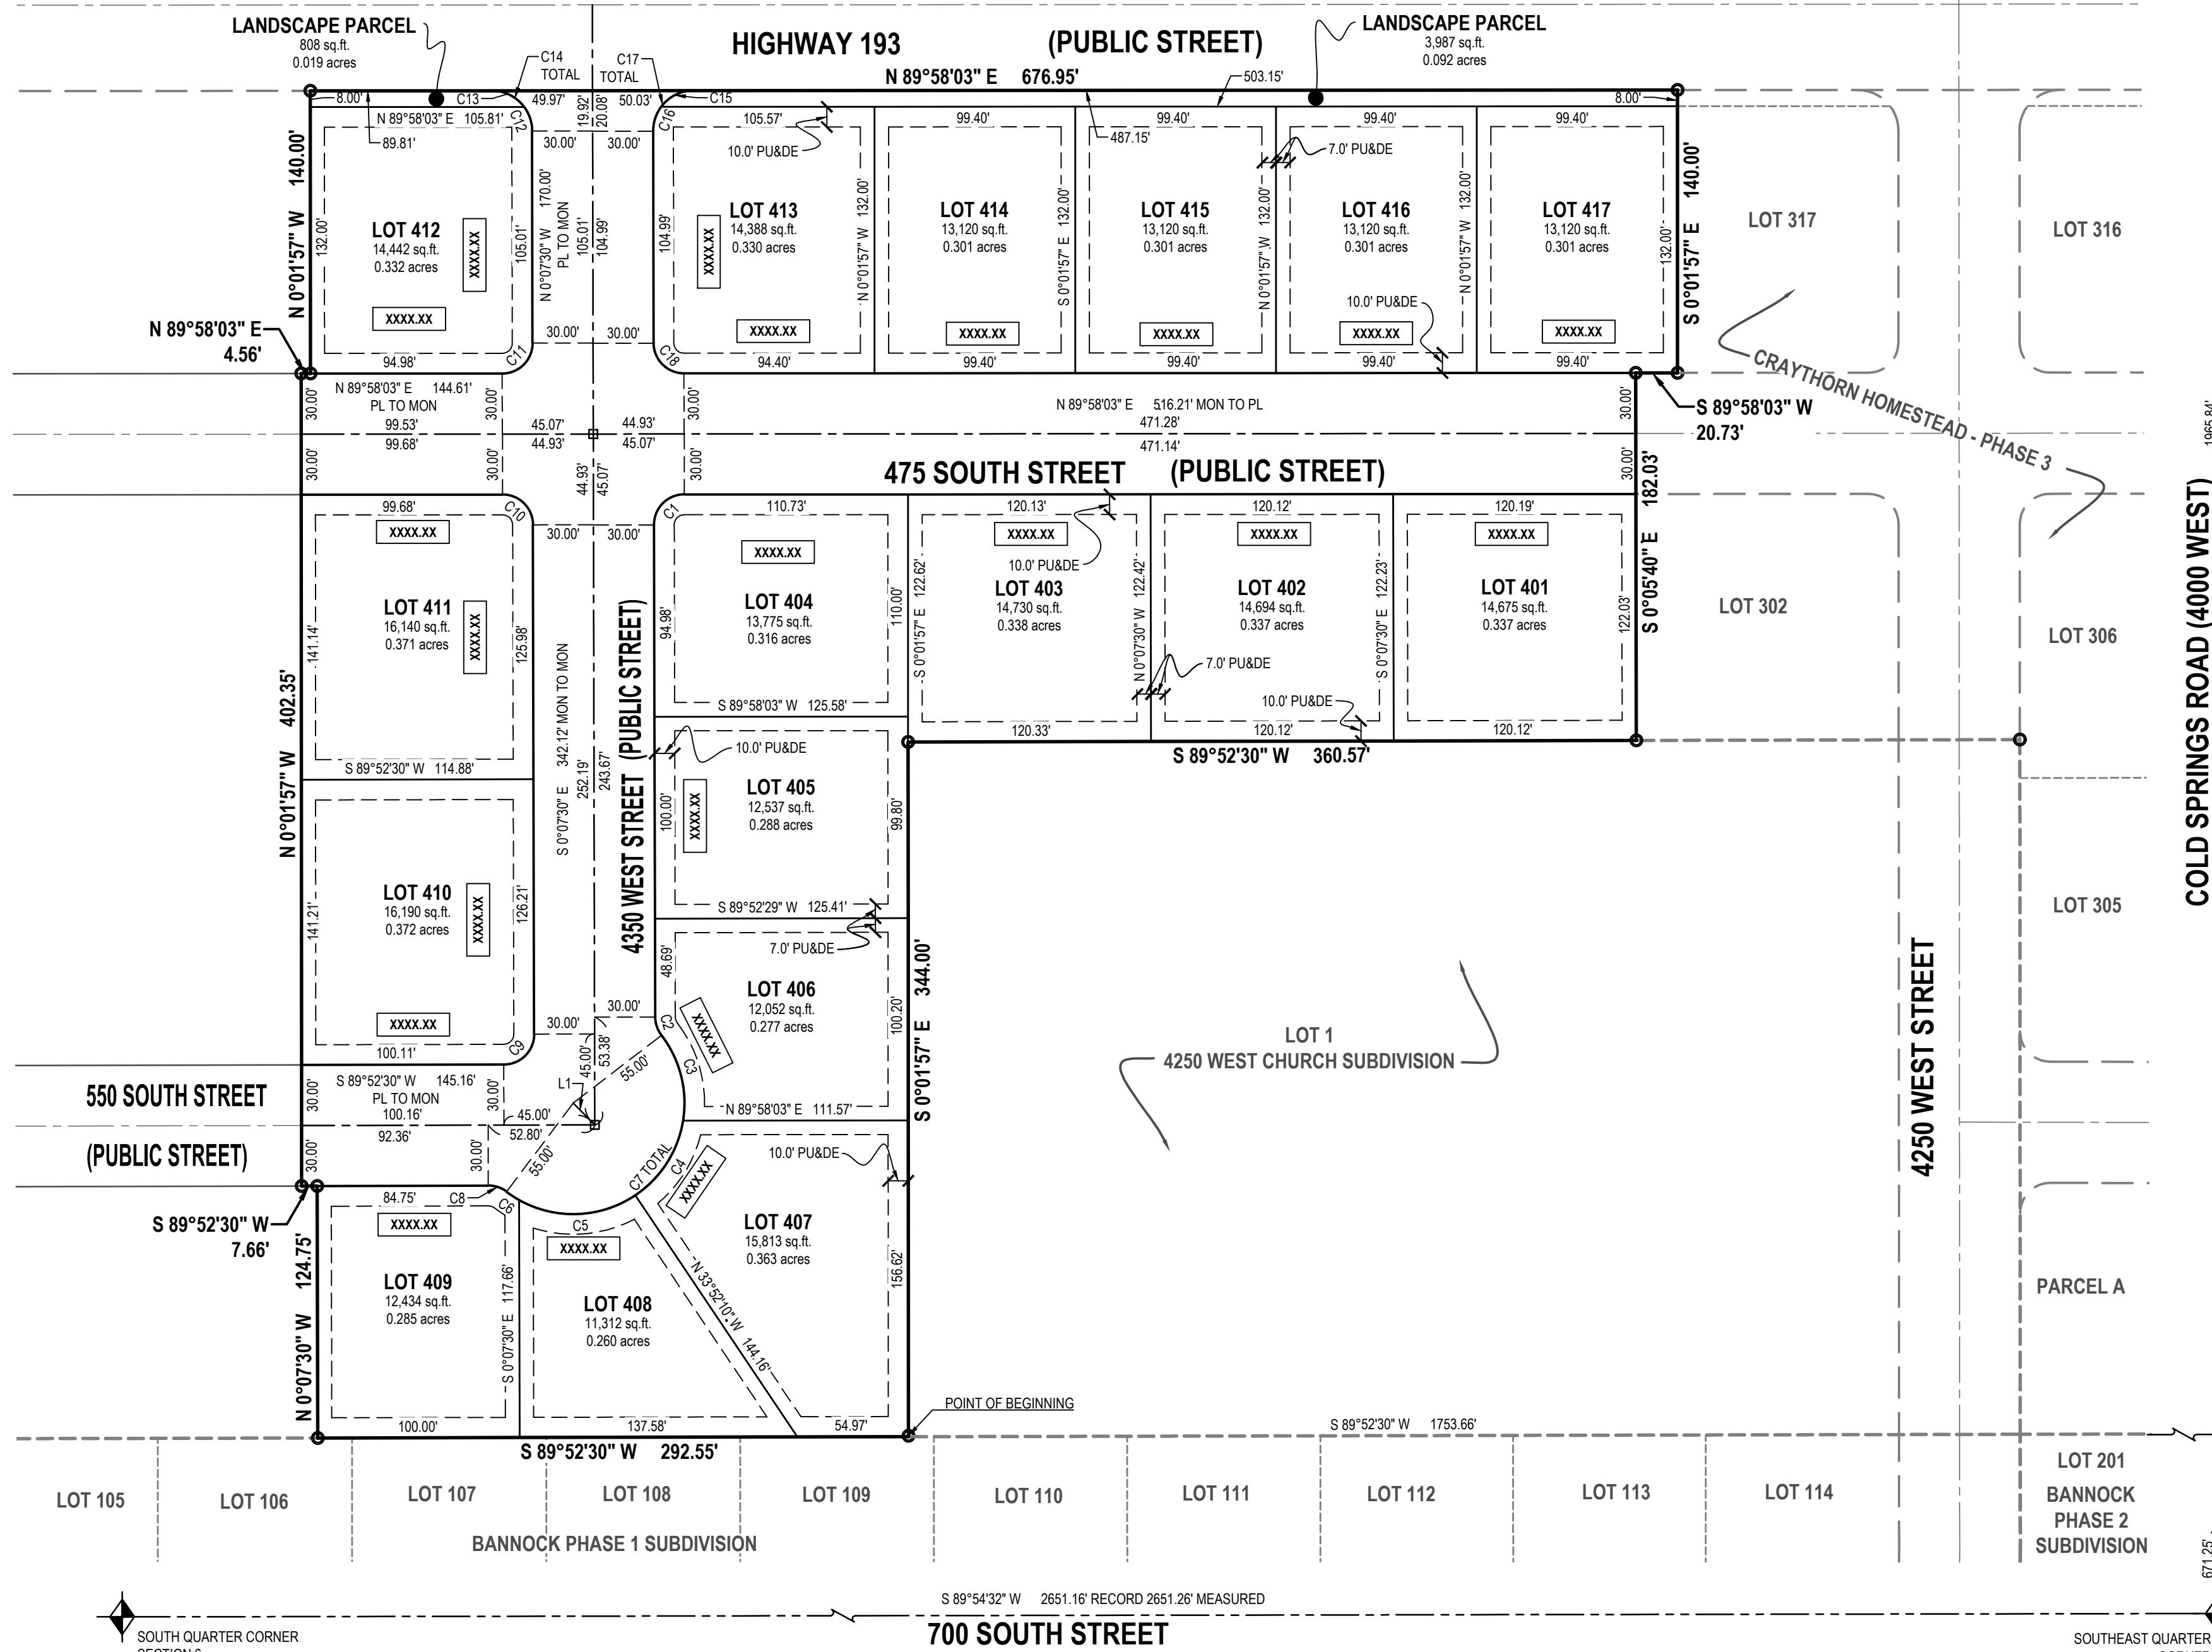 LANDSCAPE PARCEL
808 sq.ft.
0.019 acres
C14
TOTAL
C17
TOTAL
HIGHWAY 193 (PUBLIC STREET)
LANDSCAPE PARCEL
3,987 sq.ft.
0.092 acres
N 89°58'03" E 676.95'
503.15'
8.00'
C13
49.97'
19.92'
20.08'
50.03'
C15
8.00'
N 89°58'03" E 105.81'
C12
C16
105.57'
99.40'
99.40'
99.40'
99.40'
89.81'
30.00'
30.00'
10.0' PU&DE
487.15'
7.0' PU&DE
N 0°01'57" W 140.00'
132.00'
LOT 412
14,442 sq.ft.
0.332 acres
XXXX.XX
XXXX.XX
105.01'
N 0°07'30" W 170.00'
PL TO MON
105.01'
104.99'
104.99'
XXXX.XX
LOT 413
14,388 sq.ft.
0.330 acres
XXXX.XX
N 0°01'57" W 132.00'
LOT 414
13,120 sq.ft.
0.301 acres
XXXX.XX
S 0°01'57" E 132.00'
LOT 415
13,120 sq.ft.
0.301 acres
XXXX.XX
N 0°01'57" W 132.00'
LOT 416
13,120 sq.ft.
0.301 acres
10.0' PU&DE
XXXX.XX
N 0°01'57" W 132.00'
LOT 417
13,120 sq.ft.
0.301 acres
XXXX.XX
132.00'
S 0°01'57" E 140.00'
LOT 317
LOT 316
N 89°58'03" E
4.56'
94.98'
C11
30.00'
30.00'
C18
94.40'
99.40'
99.40'
99.40'
99.40'
CRAYTHORN HOMESTEAD - PHASE 3
S 89°58'03" W
20.73'
30.00'
N 89°58'03" E 144.61'
PL TO MON
99.53'
99.68'
30.00'
30.00'
30.00'
45.07'
44.93'
44.93'
45.07'
44.93'
45.07'
30.00'
30.00'
N 89°58'03" E 516.21' MON TO PL
471.28'
471.14'
30.00'
30.00'
475 SOUTH STREET (PUBLIC STREET)
182.03'
S 0°05'40" E
1965.84'
COLD SPRINGS ROAD (4000 WEST)
99.68'
C10
30.00'
30.00'
C1
110.73'
120.13'
120.12'
120.19'
XXXX.XX
LOT 411
16,140 sq.ft.
0.371 acres
XXXX.XX
141.14'
125.98'
S 89°52'30" W 114.88'
XXXX.XX
LOT 404
13,775 sq.ft.
0.316 acres
94.98'
110.00'
S 89°58'03" W 125.58'
S 0°01'57" E 122.62'
XXXX.XX
10.0' PU&DE
LOT 403
14,730 sq.ft.
0.338 acres
120.33'
N 0°07'30" W 122.42'
7.0' PU&DE
XXXX.XX
LOT 402
14,694 sq.ft.
0.337 acres
10.0' PU&DE
120.12'
S 0°07'30" E 122.23'
XXXX.XX
LOT 401
14,675 sq.ft.
0.337 acres
120.12'
122.03'
S 89°52'30" W 360.57'
LOT 302
LOT 306
LOT 305
N 0°01'57" W 402.35'
S 0°07'30" E 342.12' MON TO MON
252.19'
243.67'
4350 WEST STREET (PUBLIC STREET)
10.0' PU&DE
100.00'
XXXX.XX
LOT 405
12,537 sq.ft.
0.288 acres
99.80'
S 89°52'29" W 125.41'
7.0' PU&DE
141.21'
LOT 410
16,190 sq.ft.
0.372 acres
XXXX.XX
126.21'
XXXX.XX
100.11'
C9
48.69'
LOT 406
12,052 sq.ft.
0.277 acres
XXXX.XX
100.20'
C2
C3
N 89°58'03" E 111.57'
S 0°01'57" E 344.00'
30.00'
30.00'
45.00'
53.38'
55.00'
L1
550 SOUTH STREET
(PUBLIC STREET)
30.00'
30.00'
S 89°52'30" W 145.16'
PL TO MON
100.16'
92.36'
30.00'
30.00'
45.00'
52.80'
55.00'
C7 TOTAL
C4
XXXX.XX
10.0' PU&DE
LOT 1
4250 WEST CHURCH SUBDIVISION
4250 WEST STREET
S 89°52'30" W
7.66'
84.75'
C8
C6
C5
XXXX.XX
LOT 409
12,434 sq.ft.
0.285 acres
N 0°07'30" W 124.75'
S 0°07'30" E 117.66'
100.00'
XXXX.XX
LOT 408
11,312 sq.ft.
0.260 acres
137.58'
N 33°52'10" W 144.16'
LOT 407
15,813 sq.ft.
0.363 acres
156.62'
54.97'
PARCEL A
POINT OF BEGINNING
S 89°52'30" W 292.55'
S 89°52'30" W 1753.66'
LOT 105
LOT 106
LOT 107
LOT 108
LOT 109
LOT 110
LOT 111
LOT 112
LOT 113
LOT 114
LOT 201
BANNOCK
PHASE 2
SUBDIVISION
BANNOCK PHASE 1 SUBDIVISION
671.25'
S 89°54'32" W 2651.16' RECORD 2651.26' MEASURED
700 SOUTH STREET
SOUTH QUARTER CORNER
SECTION 6
SOUTHEAST QUARTER